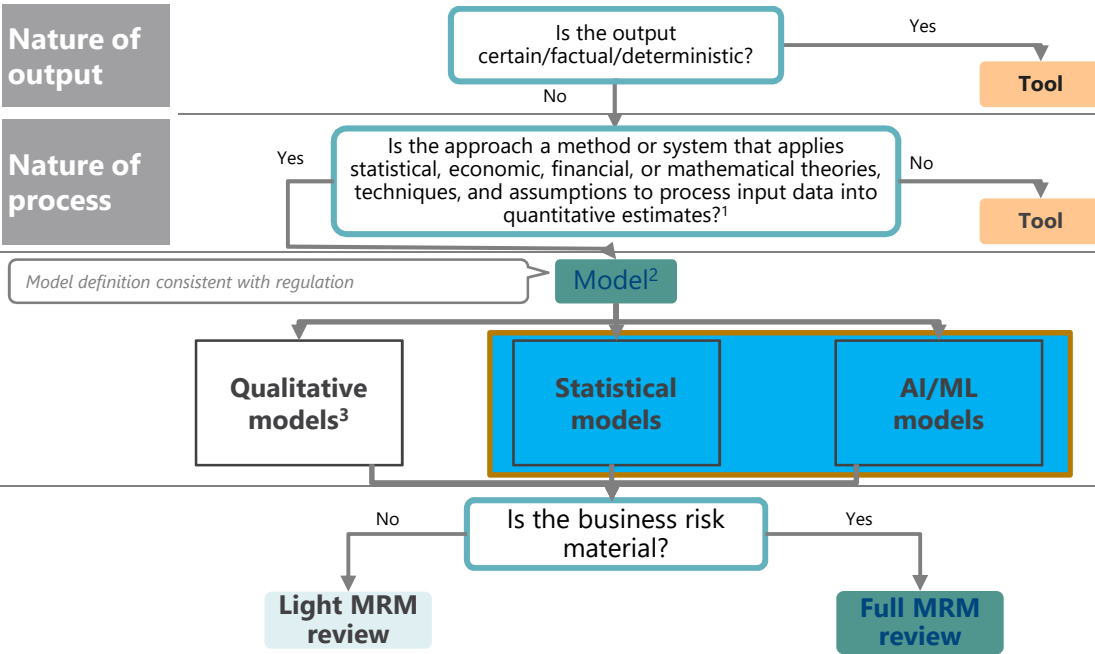 Nature of
output
Is the output
certain/factual/deterministic?
Yes
Tool
No
Nature of
process
Yes
Is the approach a method or system that applies
statistical, economic, financial, or mathematical theories,
techniques, and assumptions to process input data into
quantitative estimates?¹
No
Tool
Model definition consistent with regulation
Model²
Qualitative
models³
Statistical
models
AI/ML
models
No
Is the business risk
material?
Yes
Light MRM
review
Full MRM
review